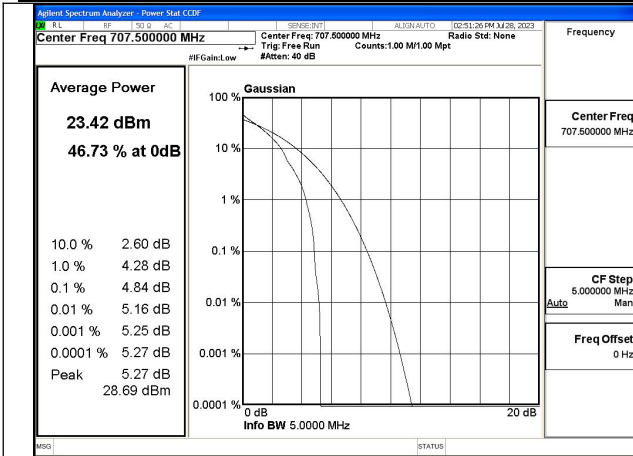 Agilent Spectrum Analyzer - Power Stat CCDF
RL RF 50 Ω AC SENSE:INT ALIGN AUTO 02:51:26 PM Jul 28, 2023
Center Freq 707.500000 MHz
Center Freq: 707.500000 MHz Radio Std: None
Trig: Free Run Counts:1.00 M/1.00 Mpt
#IFGain:Low #Atten: 40 dB
Frequency
Average Power
23.42 dBm
46.73 % at 0dB
10.0 % 2.60 dB
1.0 % 4.28 dB
0.1 % 4.84 dB
0.01 % 5.16 dB
0.001 % 5.25 dB
0.0001 % 5.27 dB
Peak 5.27 dB
28.69 dBm
Gaussian
100 %
10 %
1 %
0.1 %
0.01 %
0.001 %
0.0001 %
0 dB 20 dB
Info BW 5.0000 MHz
Center Freq
707.500000 MHz
CF Step
5.000000 MHz
Auto Man
Freq Offset
0 Hz
MSG STATUS